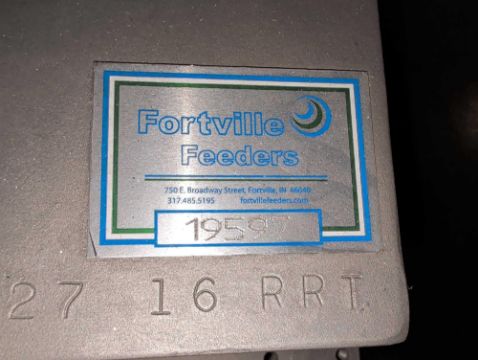 Fortville
Feeders
750 E. Broadway Street, Fortville, IN 46040
317.485.5195 fortvillefeeders.com
27 16 RRT